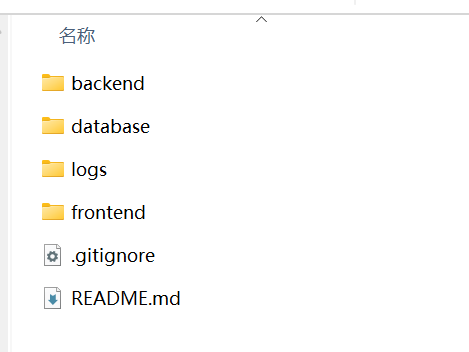 名称
backend
database
logs
frontend
.gitignore
README.md